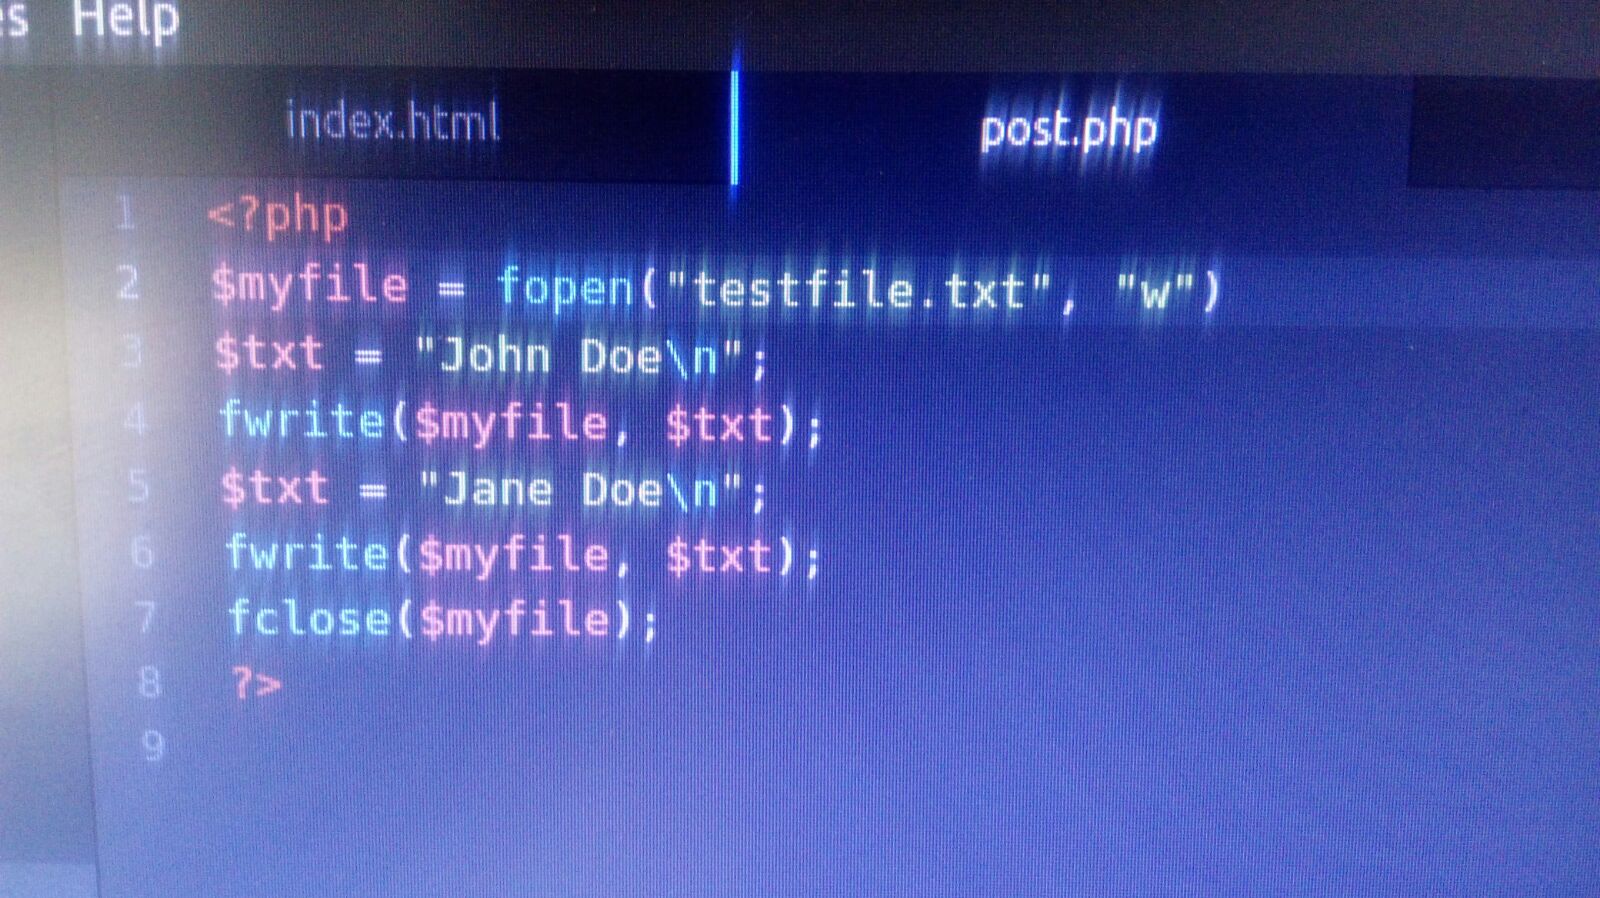 Help
index.html post.php
1 <?php
2 $myfile = fopen("testfile.txt", "w")
3 $txt = "John Doe\n";
4 fwrite($myfile, $txt);
5 $txt = "Jane Doe\n";
6 fwrite($myfile, $txt);
7 fclose($myfile);
8 ?>
9